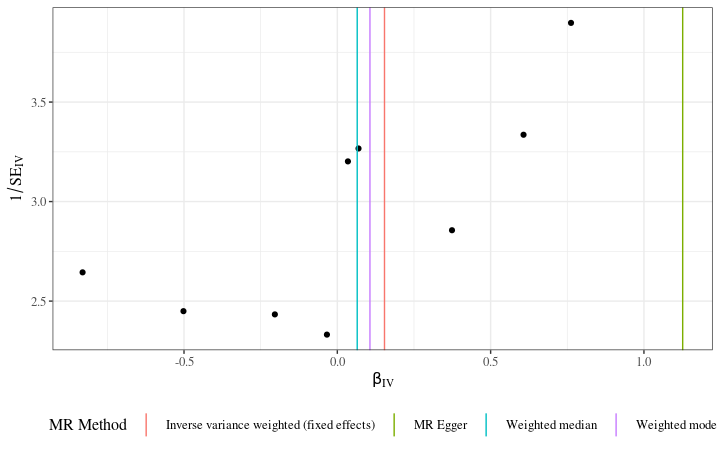 3.5
3.0
2.5
1/SE_IV
-0.5 0.0 0.5 1.0
β_IV
MR Method Inverse variance weighted (fixed effects) MR Egger Weighted median Weighted mode